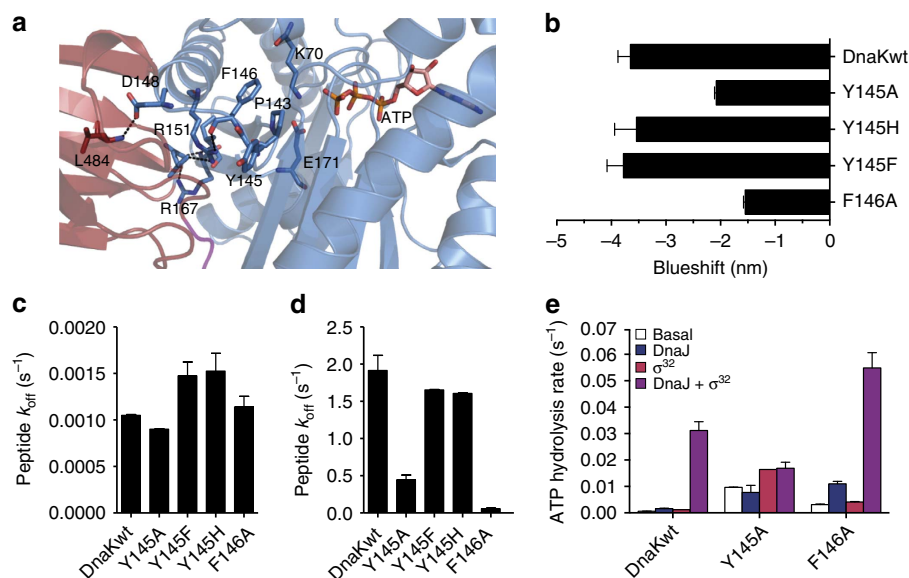 a
K70
F146
D148
P143
R151
ATP
L484
E171
Y145
R167
b
DnaKwt
Y145A
Y145H
Y145F
F146A
−5 −4 −3 −2 −1 0
Blueshift (nm)
c
Peptide koff (s−1)
0.0020
0.0015
0.0010
0.0005
0.0000
DnaKwt Y145A Y145F Y145H F146A
d
Peptide koff (s−1)
2.5
2.0
1.5
1.0
0.5
0.0
DnaKwt Y145A Y145F Y145H F146A
e
ATP hydrolysis rate (s−1)
0.07
0.06
0.05
0.04
0.03
0.02
0.01
0.00
Basal
DnaJ
σ32
DnaJ + σ32
DnaKwt Y145A F146A